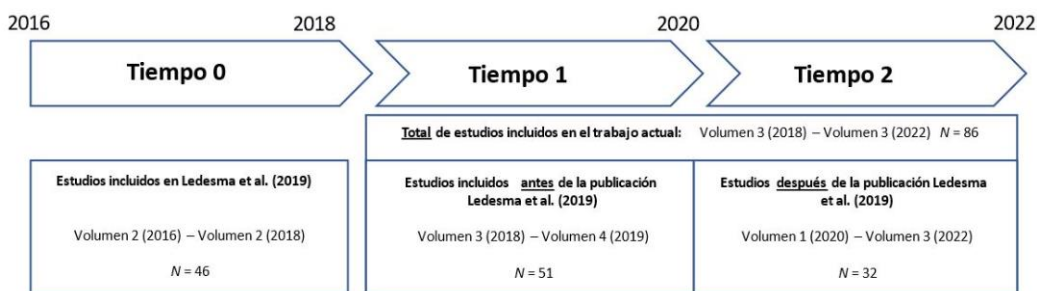 2016 2018 2020 2022
Tiempo 0 Tiempo 1 Tiempo 2
Total de estudios incluidos en el trabajo actual: Volumen 3 (2018) – Volumen 3 (2022) N = 86
Estudios incluidos en Ledesma et al. (2019)
Volumen 2 (2016) – Volumen 2 (2018)
N = 46
Estudios incluidos antes de la publicación
Ledesma et al. (2019)
Volumen 3 (2018) – Volumen 4 (2019)
N = 51
Estudios después de la publicación Ledesma
et al. (2019)
Volumen 1 (2020) – Volumen 3 (2022)
N = 32